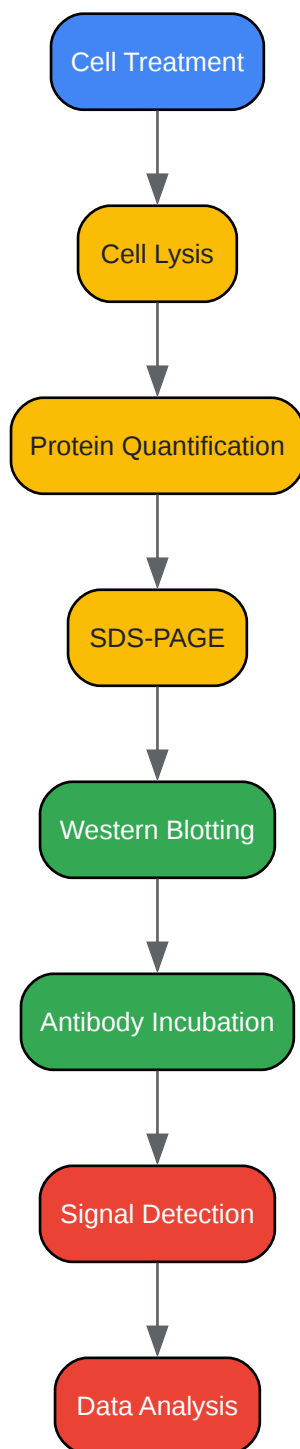 Cell Treatment
Cell Lysis
Protein Quantification
SDS-PAGE
Western Blotting
Antibody Incubation
Signal Detection
Data Analysis